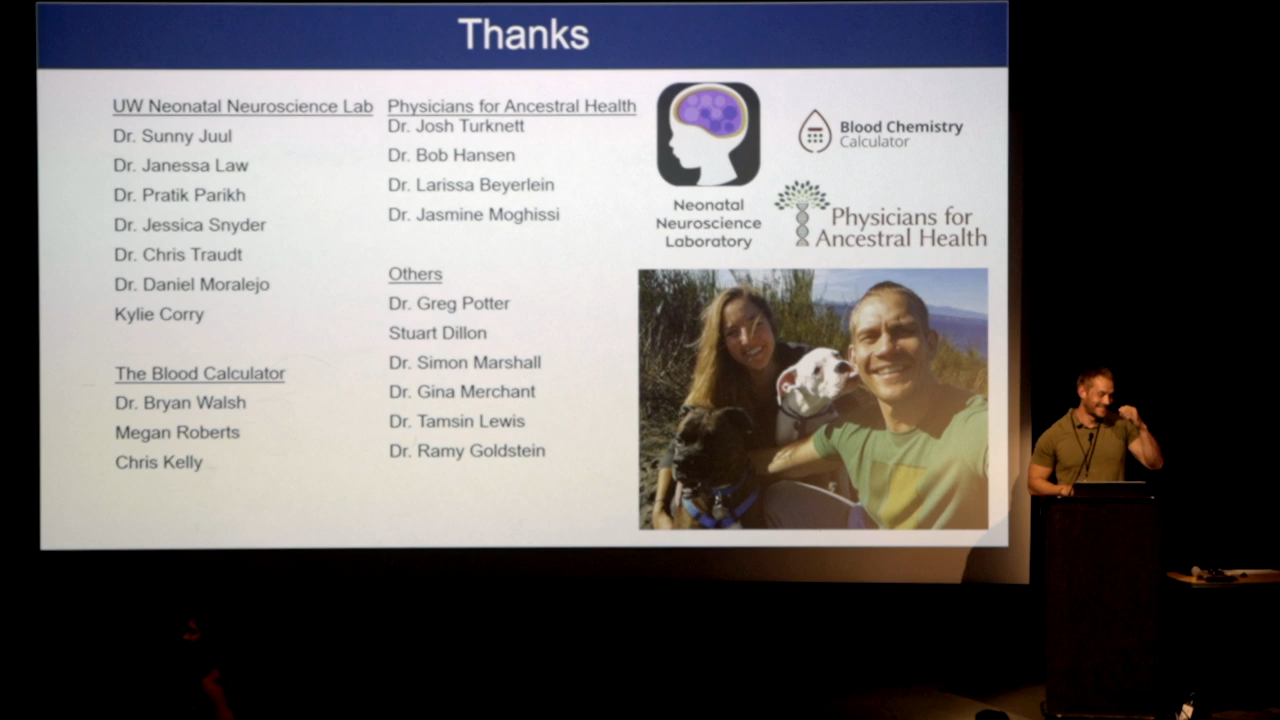 Thanks
UW Neonatal Neuroscience Lab
Dr. Sunny Juul
Dr. Janessa Law
Dr. Pratik Parikh
Dr. Jessica Snyder
Dr. Chris Traudt
Dr. Daniel Moralejo
Kylie Corry
The Blood Calculator
Dr. Bryan Walsh
Megan Roberts
Chris Kelly
Physicians for Ancestral Health
Dr. Josh Turknett
Dr. Bob Hansen
Dr. Larissa Beyerlein
Dr. Jasmine Moghissi
Others
Dr. Greg Potter
Stuart Dillon
Dr. Simon Marshall
Dr. Gina Merchant
Dr. Tamsin Lewis
Dr. Ramy Goldstein
Neonatal
Neuroscience
Laboratory
Blood Chemistry
Calculator
Physicians for
Ancestral Health